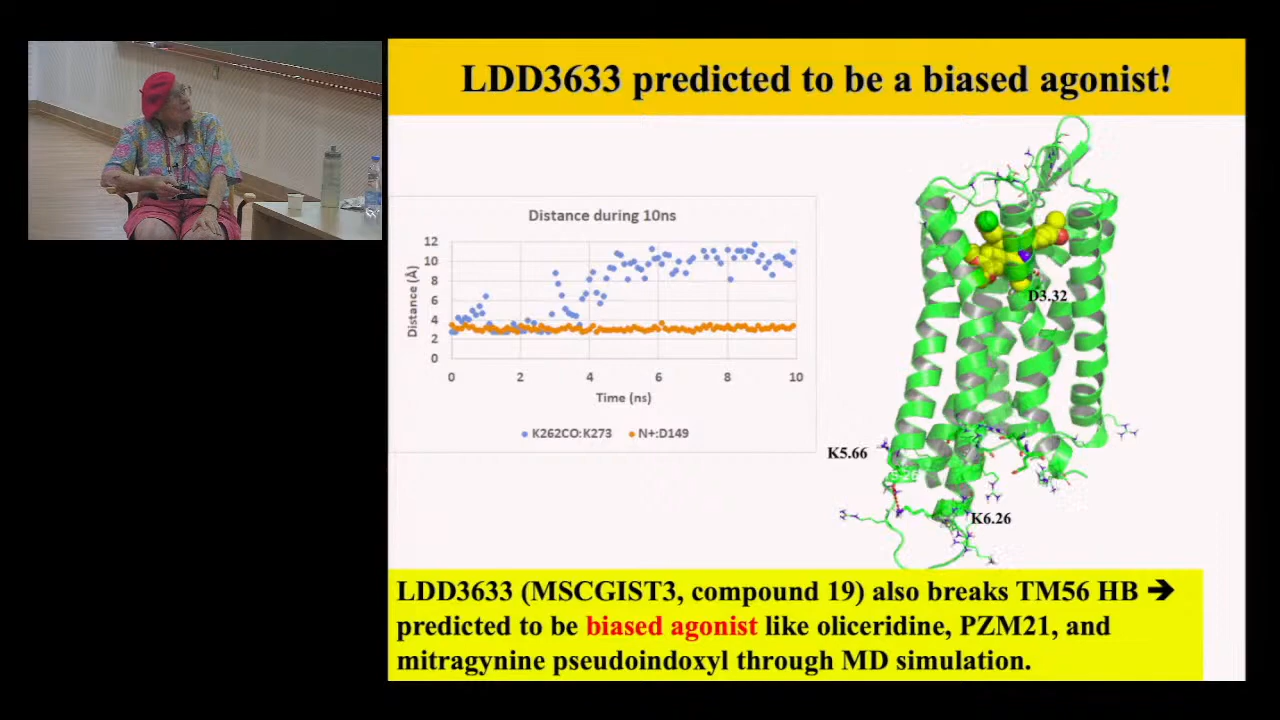 LDD3633 predicted to be a biased agonist!
Distance during 10ns
Distance (Å)
12
10
8
6
4
2
0
0 2 4 6 8 10
Time (ns)
K262CO:K273 N+:D149
D3.32
K5.66
K6.26
LDD3633 (MSCGIST3, compound 19) also breaks TM56 HB ➔
predicted to be biased agonist like oliceridine, PZM21, and
mitragynine pseudoindoxyl through MD simulation.